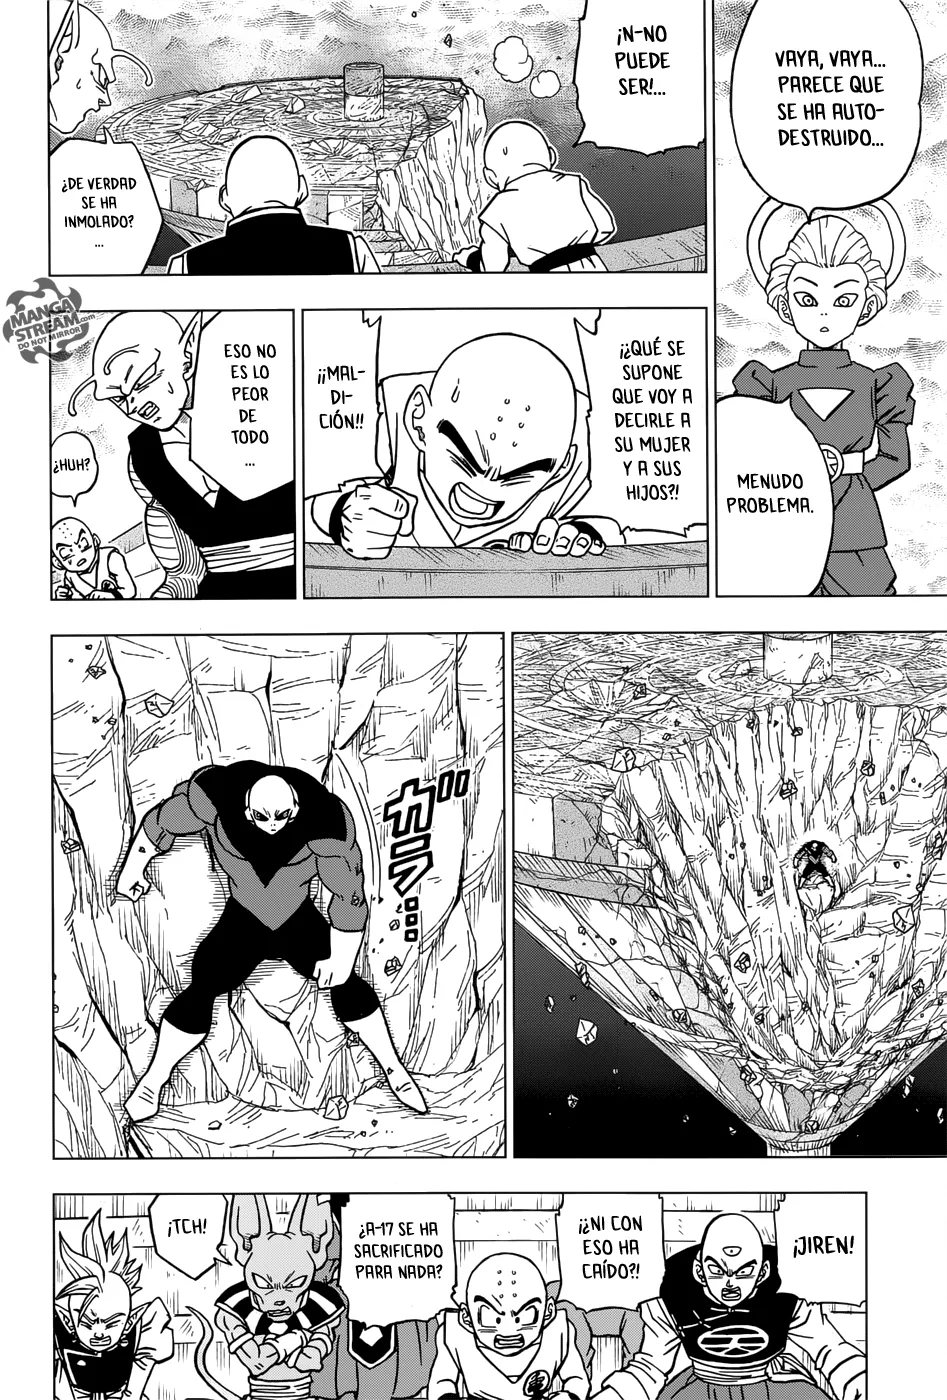 VAYA, VAYA...
PARECE QUE
SE HA AUTO-
DESTRUIDO...
¡N-NO
PUEDE
SER!...
¿DE VERDAD
SE HA
INMOLADO?
...
MENUDO
PROBLEMA.
¡¿QUÉ SE
SUPONE
QUE VOY A
DECIRLE A
SU MUJER
Y A SUS
HIJOS?!
¡¡MAL-
DI-
CIÓN!!
ESO NO
ES LO
PEOR
DE
TODO
...
¿HUH?
MANGA
STREAM.com
DO NOT MIRROR!
ガラ...
¡JIREN!
¡¿NI CON
ESO HA
CAÍDO?!
¿A-17 SE HA
SACRIFICADO
PARA NADA?
¡TCH!